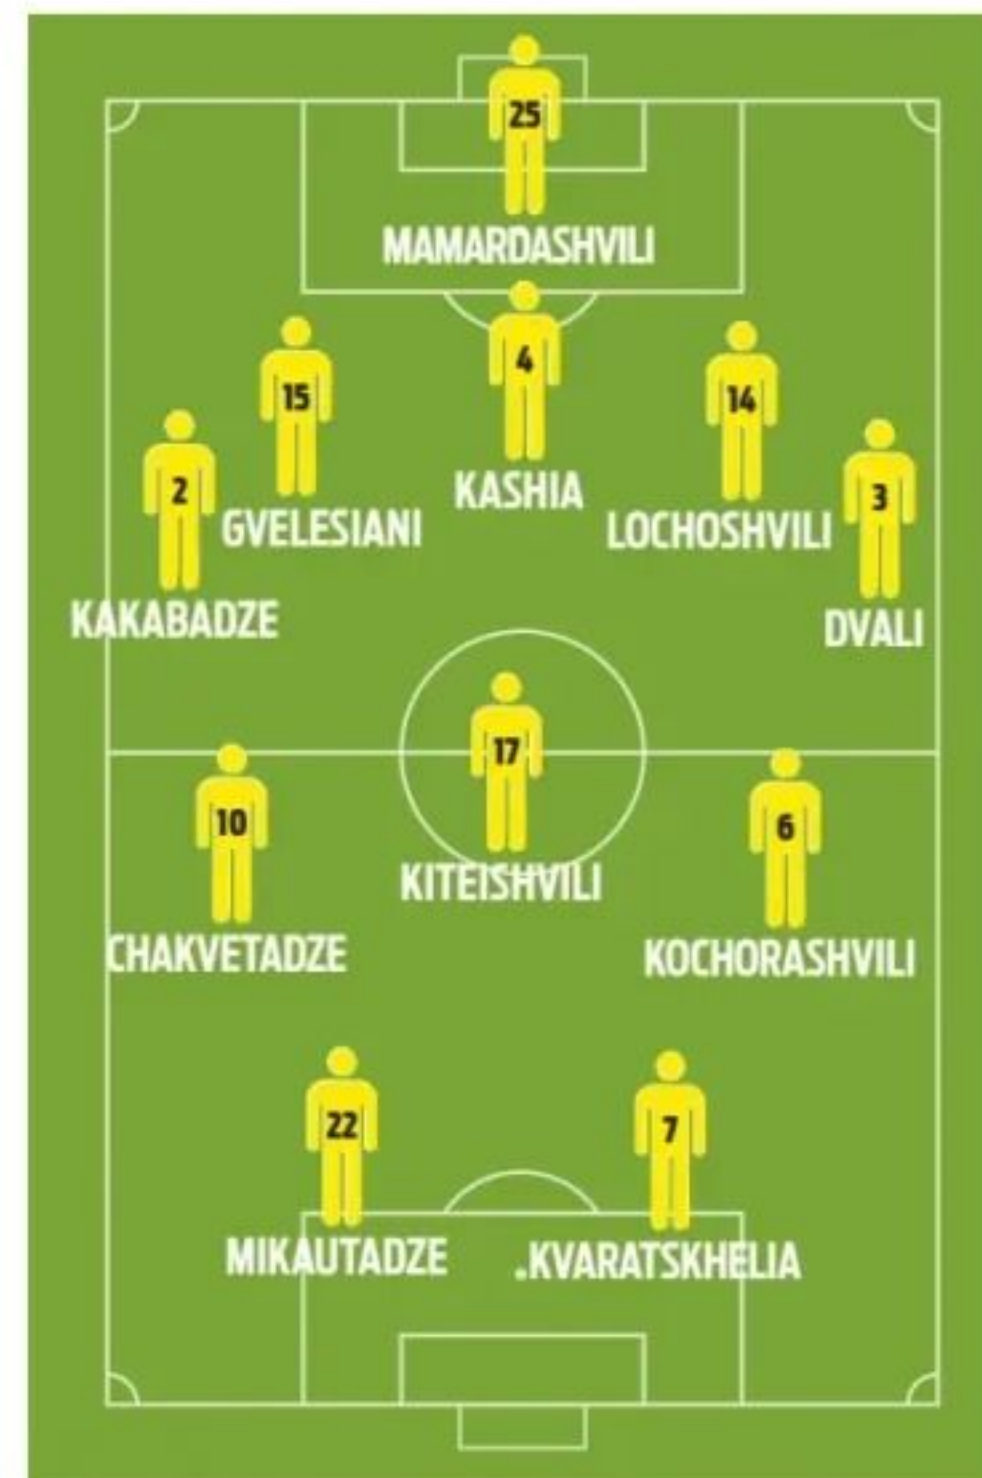 25
MAMARDASHVILI
4
KASHIA
15
GVELESIANI
14
LOCHOSHVILI
2
KAKABADZE
3
DVALI
17
KITEISHVILI
10
CHAKVETADZE
6
KOCHORASHVILI
22
MIKAUTADZE
7
.KVARATSKHELIA